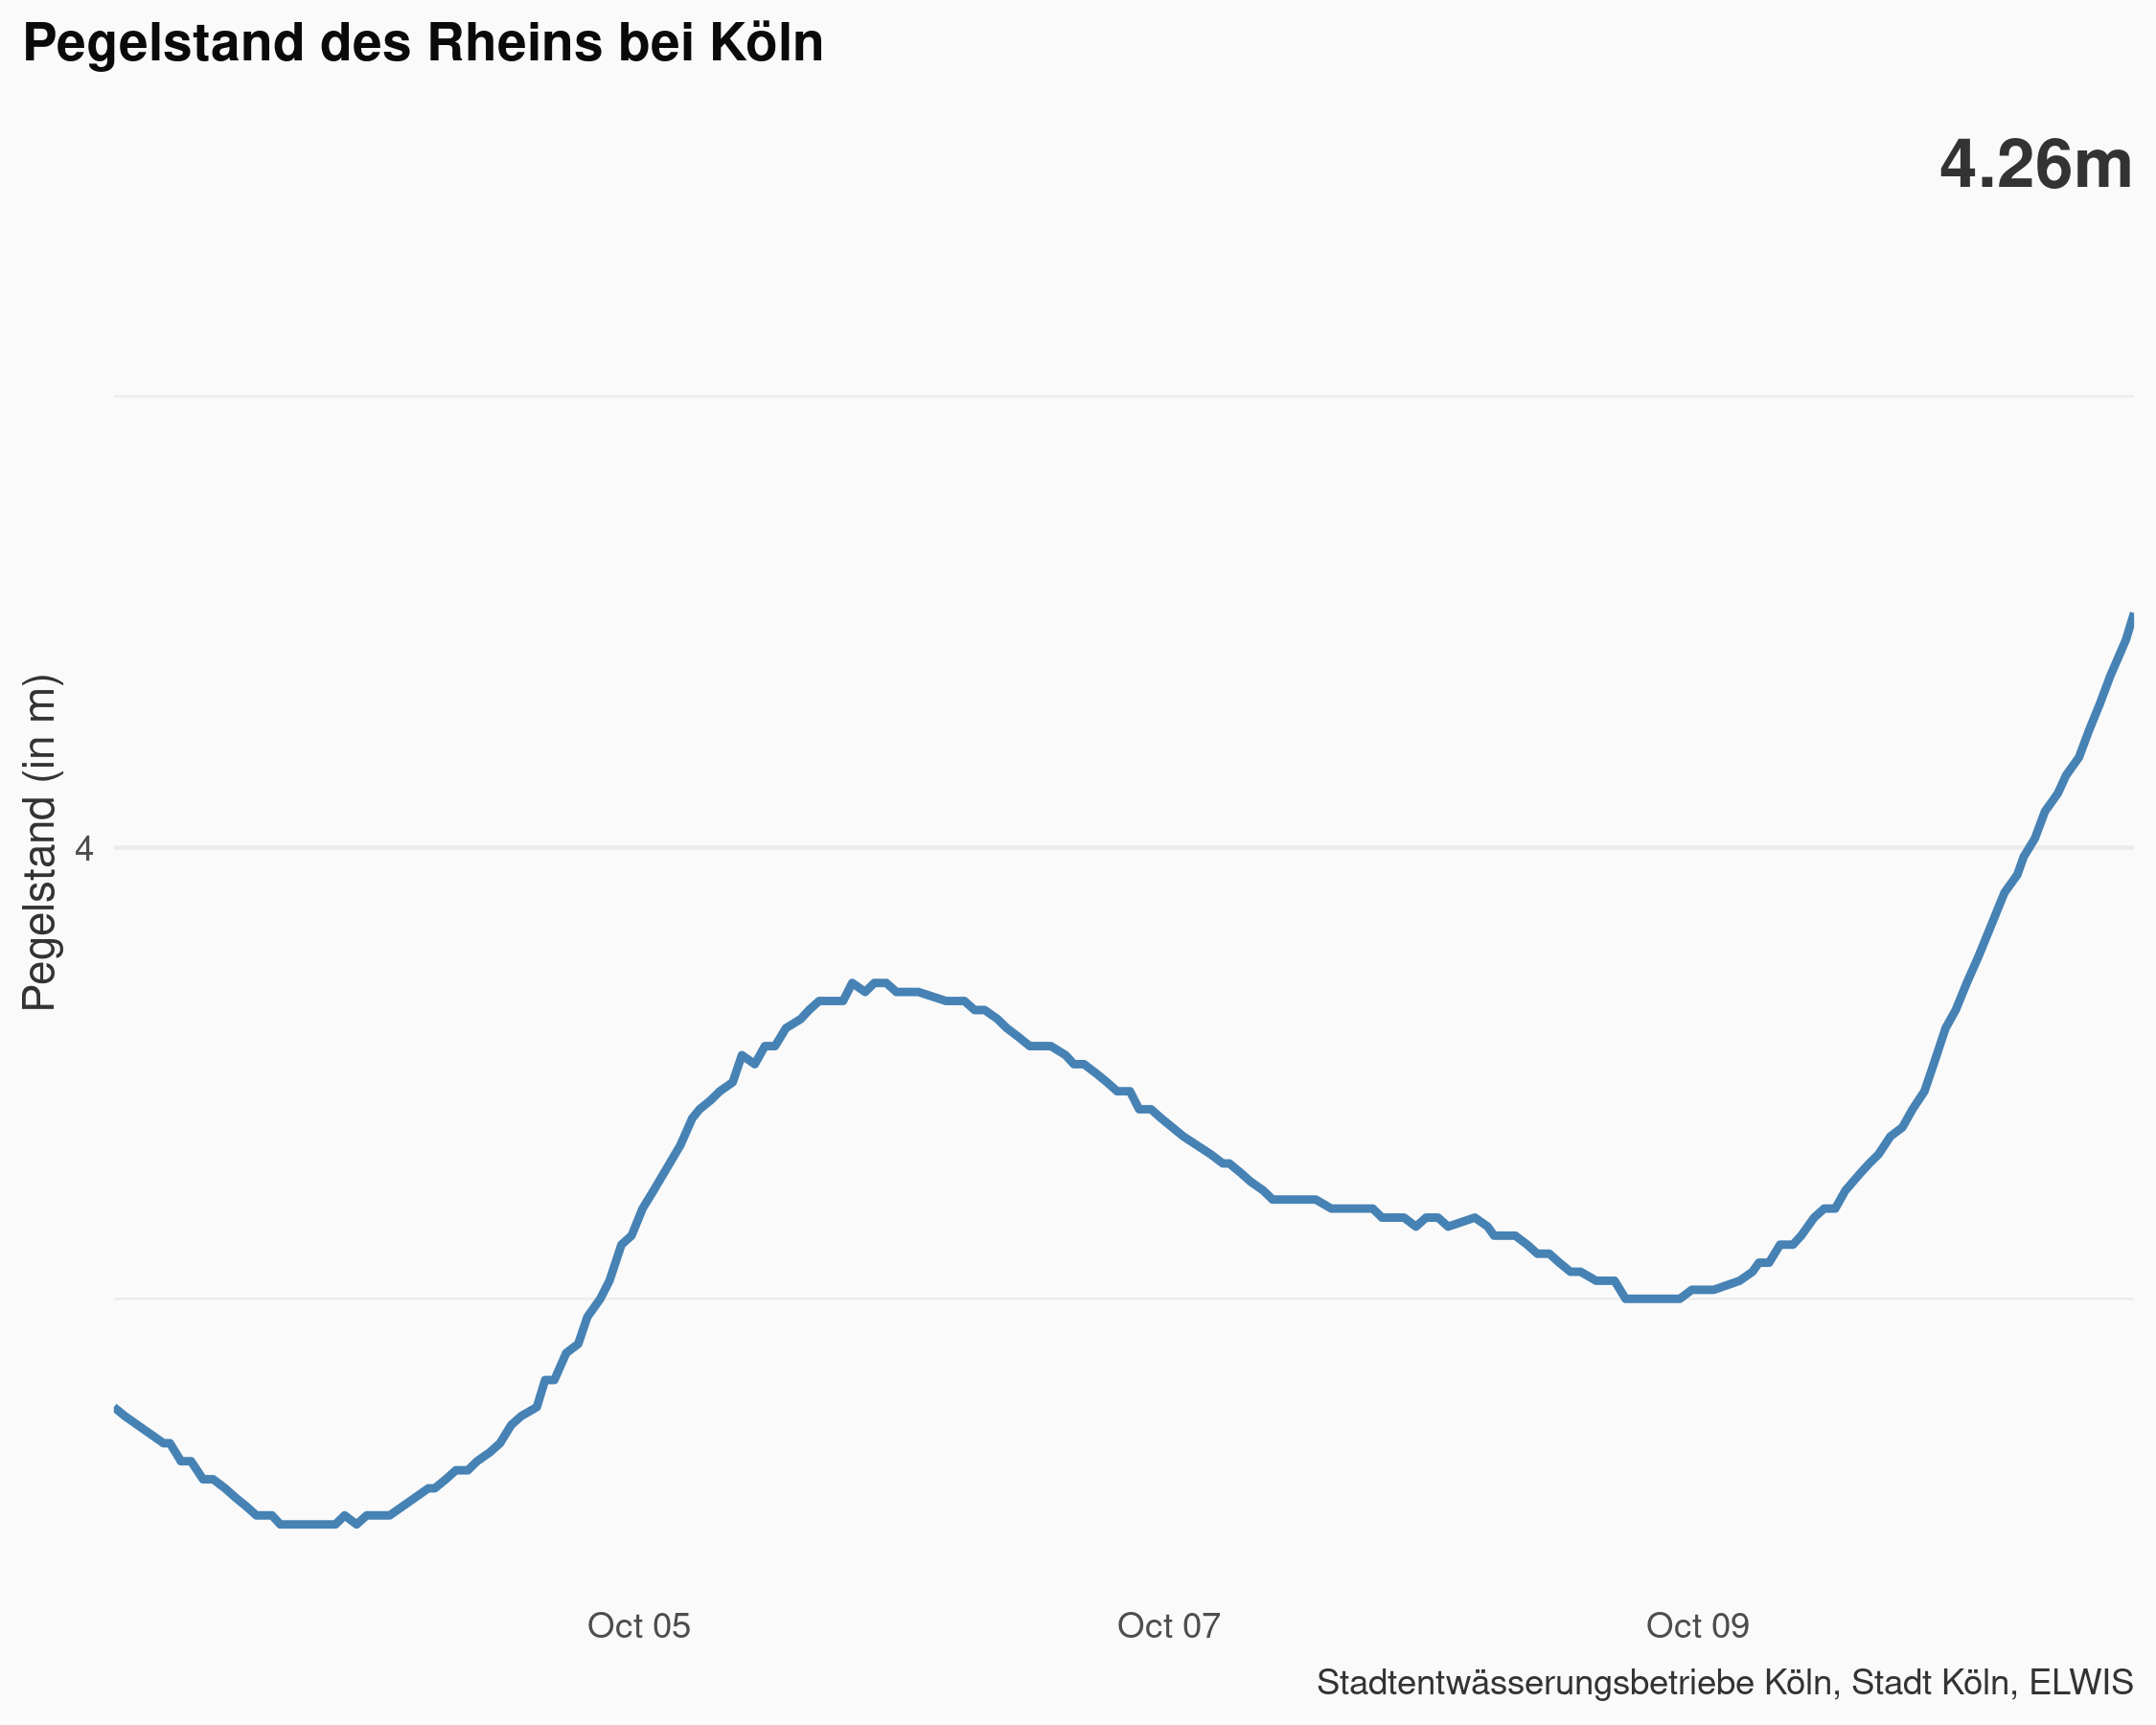 Pegelstand des Rheins bei Köln
4.26m
Pegelstand (in m)
4
Oct 05
Oct 07
Oct 09
Stadtentwässerungsbetriebe Köln, Stadt Köln, ELWIS